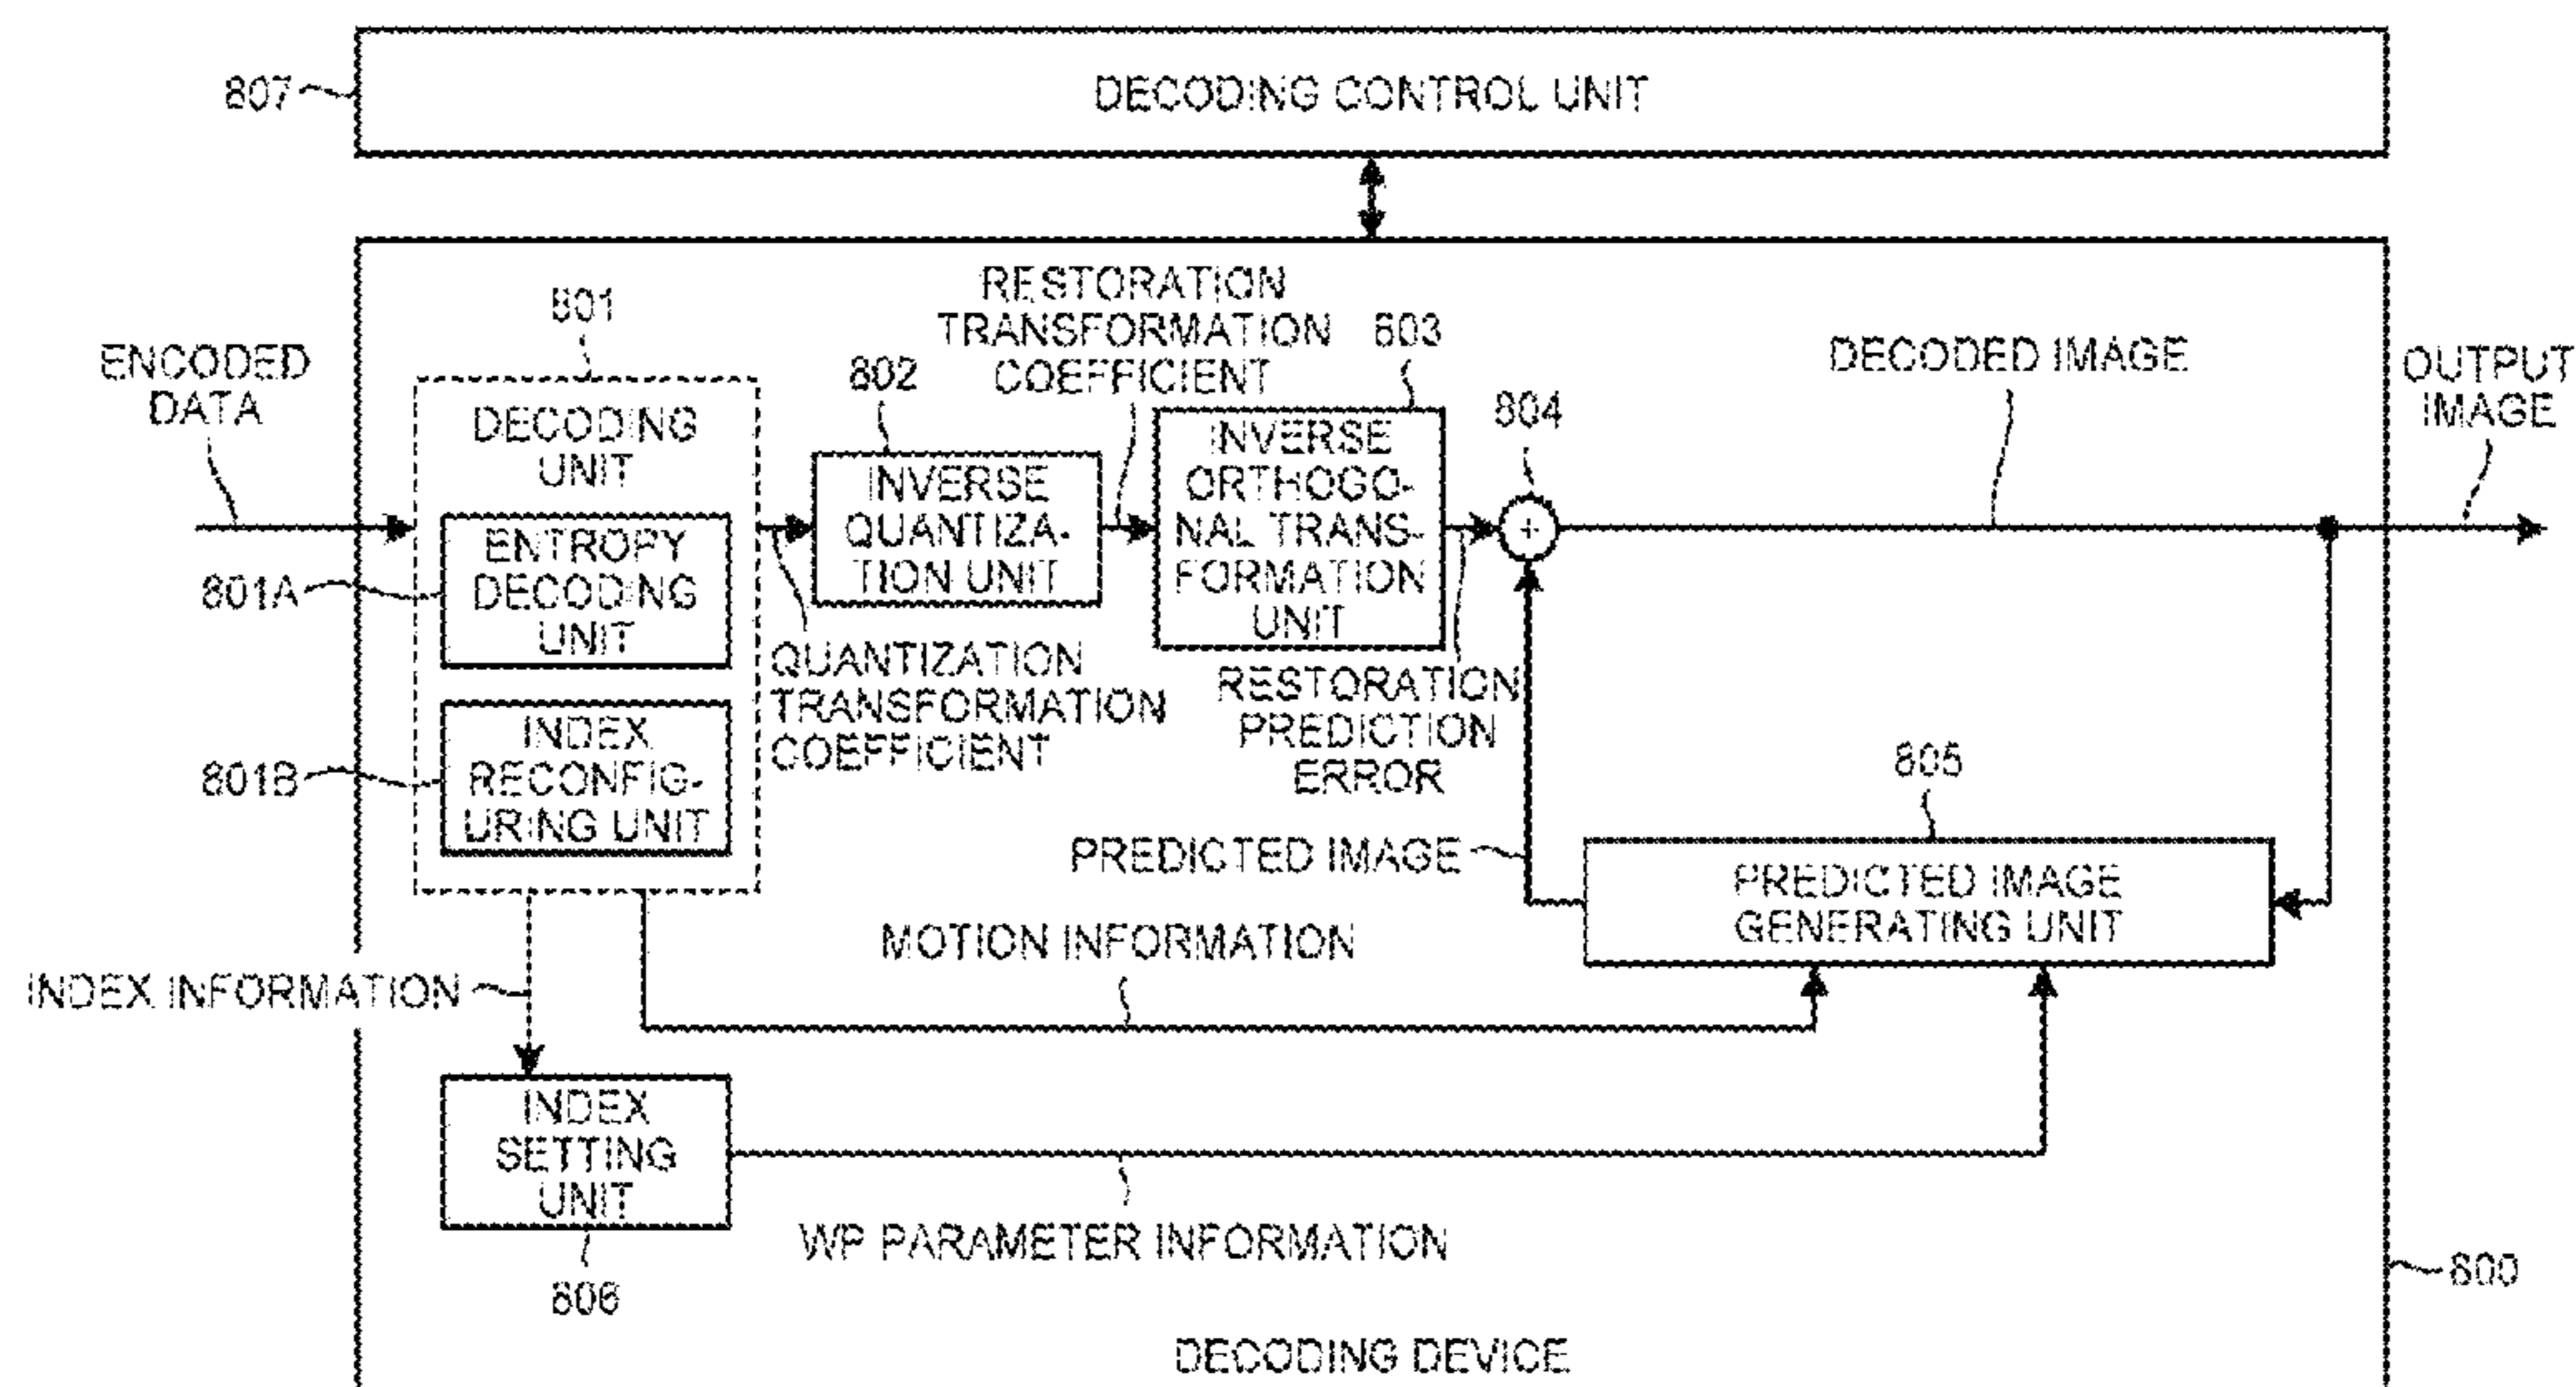 807
DECODING CONTROL UNIT
RESTORATION
TRANSFORMATION
COEFFICIENT
801
803
ENCODED
DATA
802
804
DECODED IMAGE
OUTPUT
IMAGE
DECODING
UNIT
INVERSE
QUANTIZA-
TION UNIT
INVERSE
ORTHOGO-
NAL TRANS-
FORMATION
UNIT
+
801A
ENTROPY
DECODING
UNIT
QUANTIZATION
TRANSFORMATION
COEFFICIENT
RESTORATION
PREDICTION
ERROR
801B
INDEX
RECONFIG-
URING UNIT
805
PREDICTED IMAGE
PREDICTED IMAGE
GENERATING UNIT
MOTION INFORMATION
INDEX INFORMATION
INDEX
SETTING
UNIT
WP PARAMETER INFORMATION
806
800
DECODING DEVICE